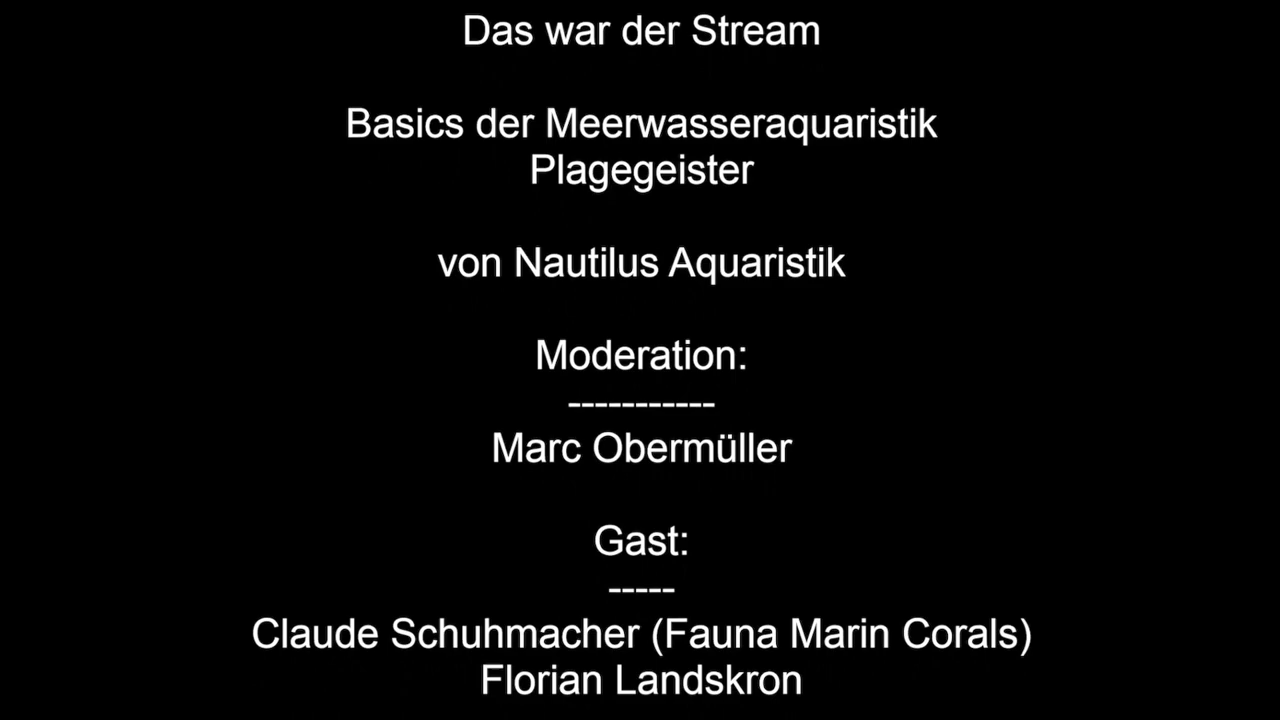 Das war der Stream
Basics der Meerwasseraquaristik
Plagegeister
von Nautilus Aquaristik
Moderation:
-----------
Marc Obermüller
Gast:
-----
Claude Schuhmacher (Fauna Marin Corals)
Florian Landskron